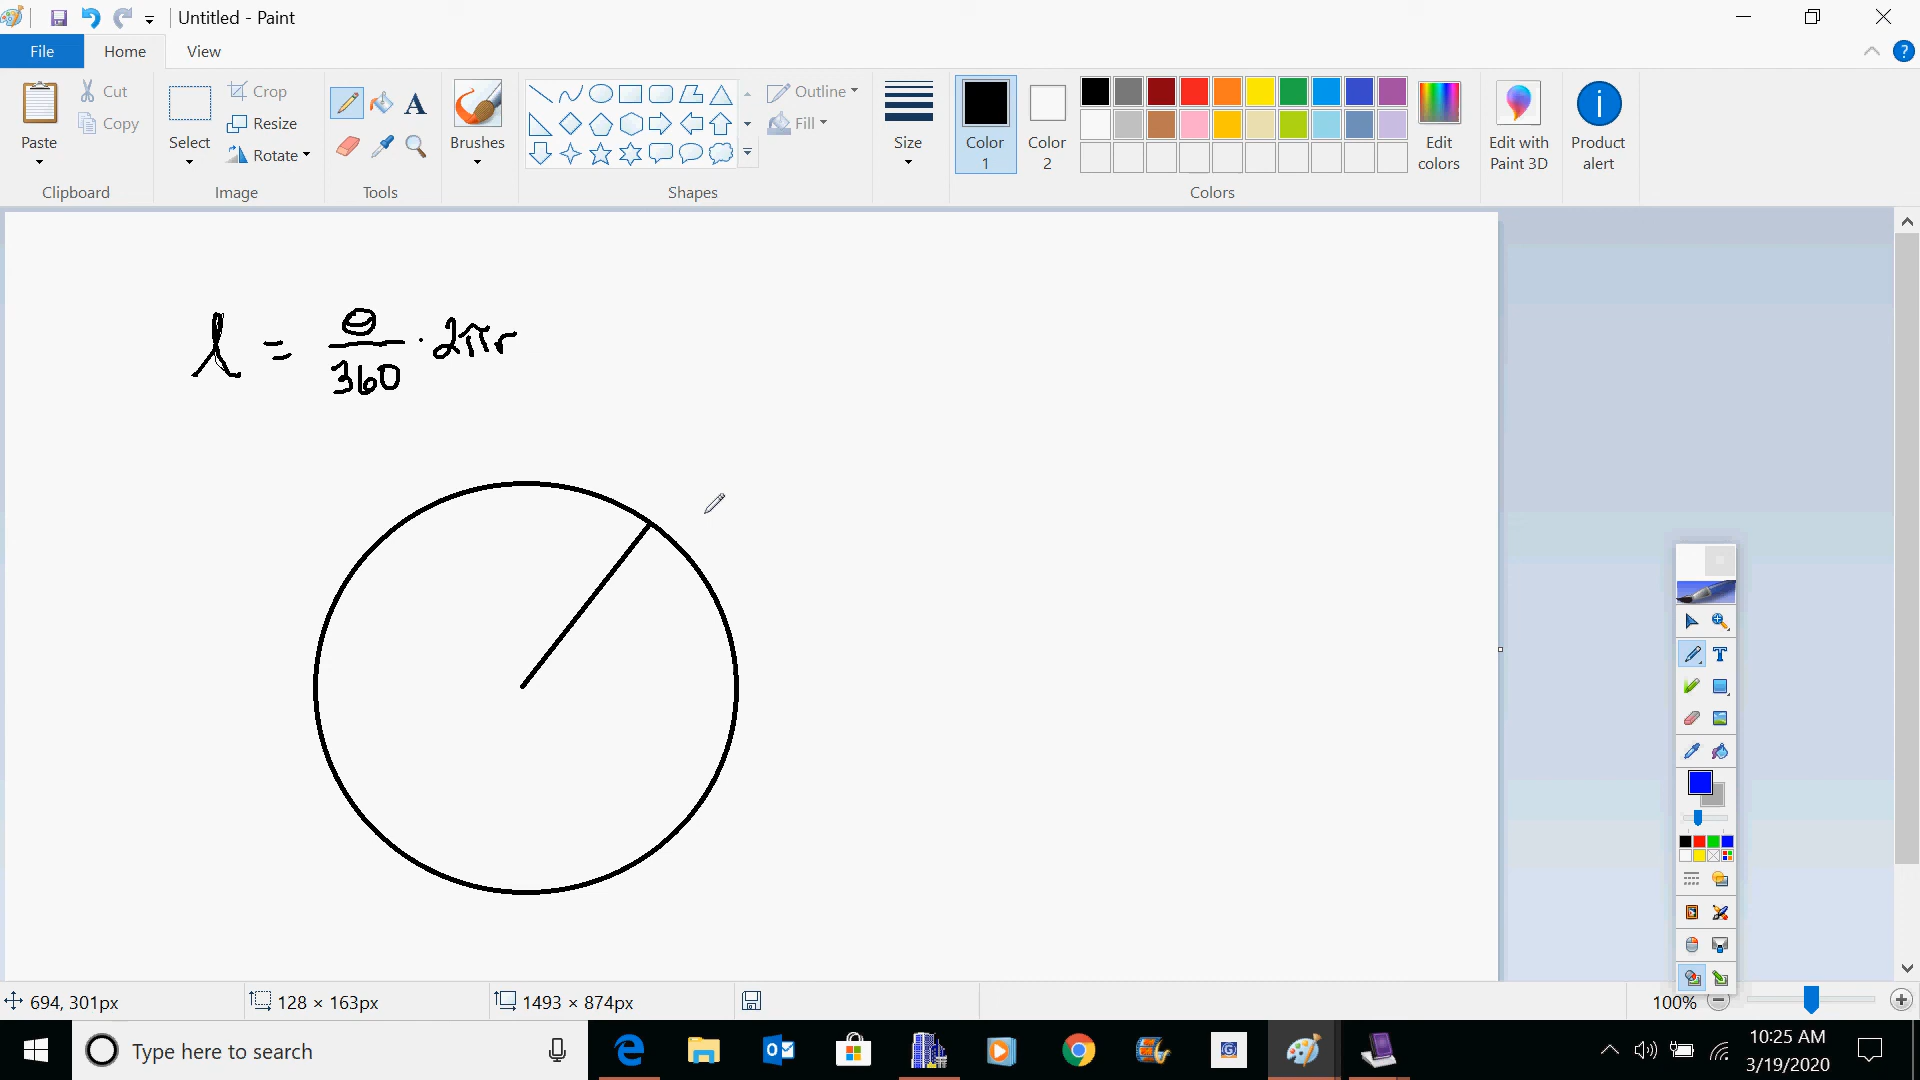 Untitled - Paint
File Home View
Paste
Cut
Copy
Clipboard
Select
Crop
Resize
Rotate
Image
A
Tools
Brushes
Outline
Fill
Shapes
Size
Color 1
Color 2
Edit colors
Colors
Edit with Paint 3D
Product alert
l = θ/360 · 2πr
T
694, 301px
128 × 163px
1493 × 874px
100%
Type here to search
10:25 AM
3/19/2020